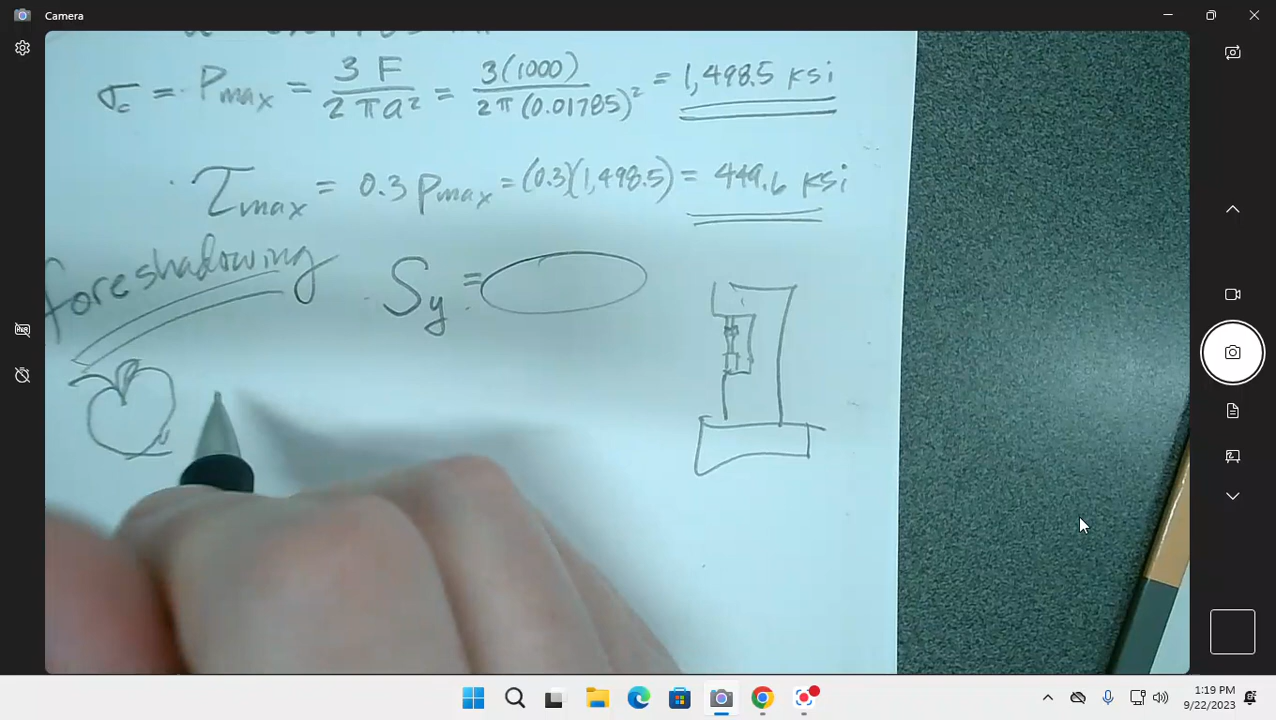 Camera
σc = Pmax = 3F / 2πa² = 3(1000) / 2π(0.01785)² = 1,498.5 ksi
τmax = 0.3 pmax = (0.3)(1,498.5) = 449.6 ksi
foreshadowing Sy =
1:19 PM
9/22/2023